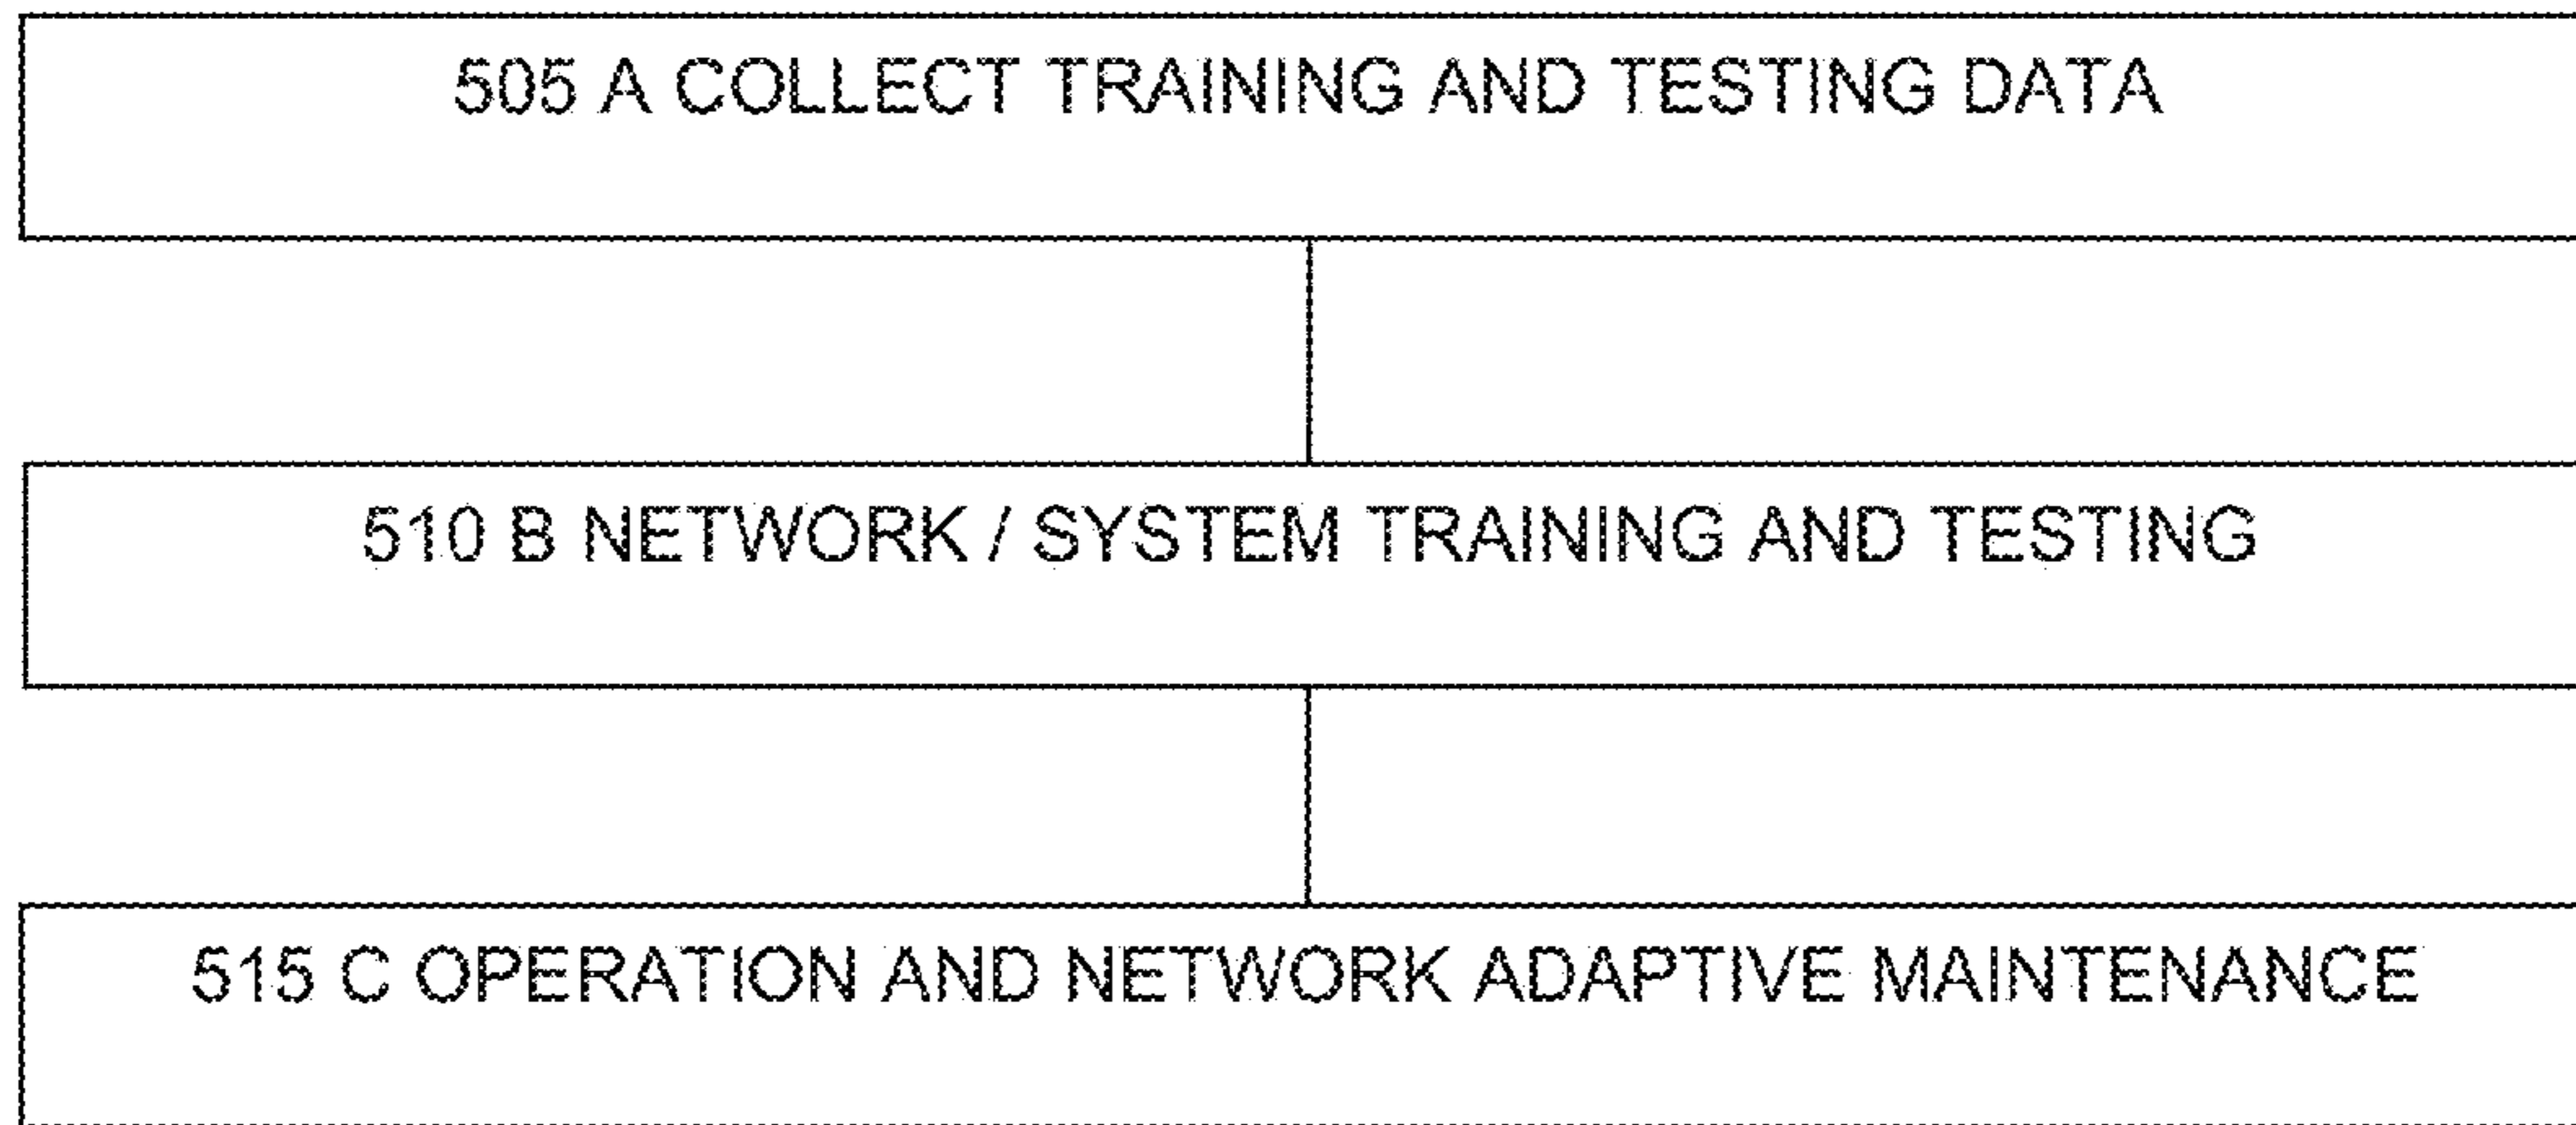 505 A COLLECT TRAINING AND TESTING DATA
510 B NETWORK / SYSTEM TRAINING AND TESTING
515 C OPERATION AND NETWORK ADAPTIVE MAINTENANCE